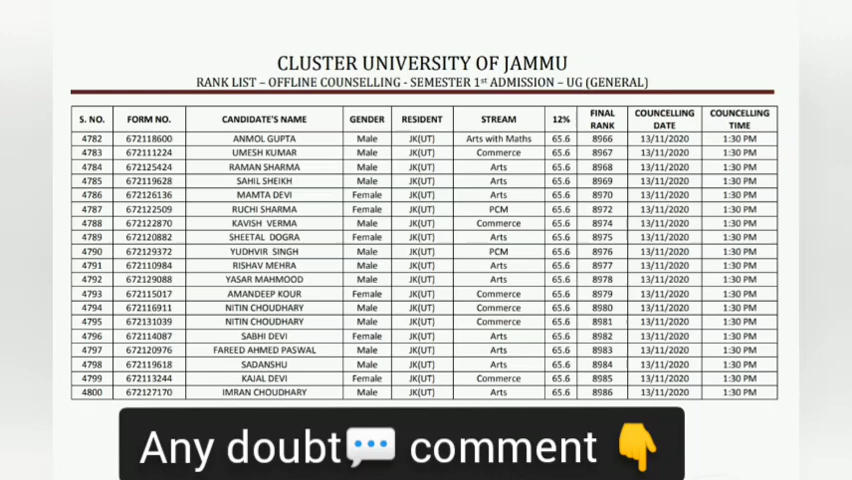 CLUSTER UNIVERSITY OF JAMMU
RANK LIST – OFFLINE COUNSELLING - SEMESTER 1st ADMISSION – UG (GENERAL)
S. NO. FORM NO. CANDIDATE'S NAME GENDER RESIDENT STREAM 12% FINAL RANK COUNCELLING DATE COUNCELLING TIME
4782 672118600 ANMOL GUPTA Male JK(UT) Arts with Maths 65.6 8966 13/11/2020 1:30 PM
4783 672111224 UMESH KUMAR Male JK(UT) Commerce 65.6 8967 13/11/2020 1:30 PM
4784 672125424 RAMAN SHARMA Male JK(UT) Arts 65.6 8968 13/11/2020 1:30 PM
4785 672119628 SAHIL SHEIKH Male JK(UT) Arts 65.6 8969 13/11/2020 1:30 PM
4786 672126136 MAMTA DEVI Female JK(UT) Arts 65.6 8970 13/11/2020 1:30 PM
4787 672122509 RUCHI SHARMA Male JK(UT) PCM 65.6 8972 13/11/2020 1:30 PM
4788 672122870 KAVISH VERMA Male JK(UT) Commerce 65.6 8974 13/11/2020 1:30 PM
4789 672120882 SHEETAL DOGRA Female JK(UT) Arts 65.6 8975 13/11/2020 1:30 PM
4790 672129372 YUDHVIR SINGH Male JK(UT) PCM 65.6 8976 13/11/2020 1:30 PM
4791 672110984 RISHAV MEHRA Male JK(UT) Arts 65.6 8977 13/11/2020 1:30 PM
4792 672129088 YASAR MAHMOOD Male JK(UT) Arts 65.6 8978 13/11/2020 1:30 PM
4793 672115017 AMANDEEP KOUR Female JK(UT) Commerce 65.6 8979 13/11/2020 1:30 PM
4794 672116911 NITIN CHOUDHARY Male JK(UT) Commerce 65.6 8980 13/11/2020 1:30 PM
4795 672131039 NITIN CHOUDHARY Male JK(UT) Commerce 65.6 8981 13/11/2020 1:30 PM
4796 672114087 SABHI DEVI Female JK(UT) Arts 65.6 8982 13/11/2020 1:30 PM
4797 672120976 FAREED AHMED PASWAL Male JK(UT) Arts 65.6 8983 13/11/2020 1:30 PM
4798 672119618 SADANSHU Male JK(UT) Arts 65.6 8984 13/11/2020 1:30 PM
4799 672113244 KAJAL DEVI Female JK(UT) Commerce 65.6 8985 13/11/2020 1:30 PM
4800 672127170 IMRAN CHOUDHARY Male JK(UT) Arts 65.6 8986 13/11/2020 1:30 PM
Any doubt💬 comment 👇